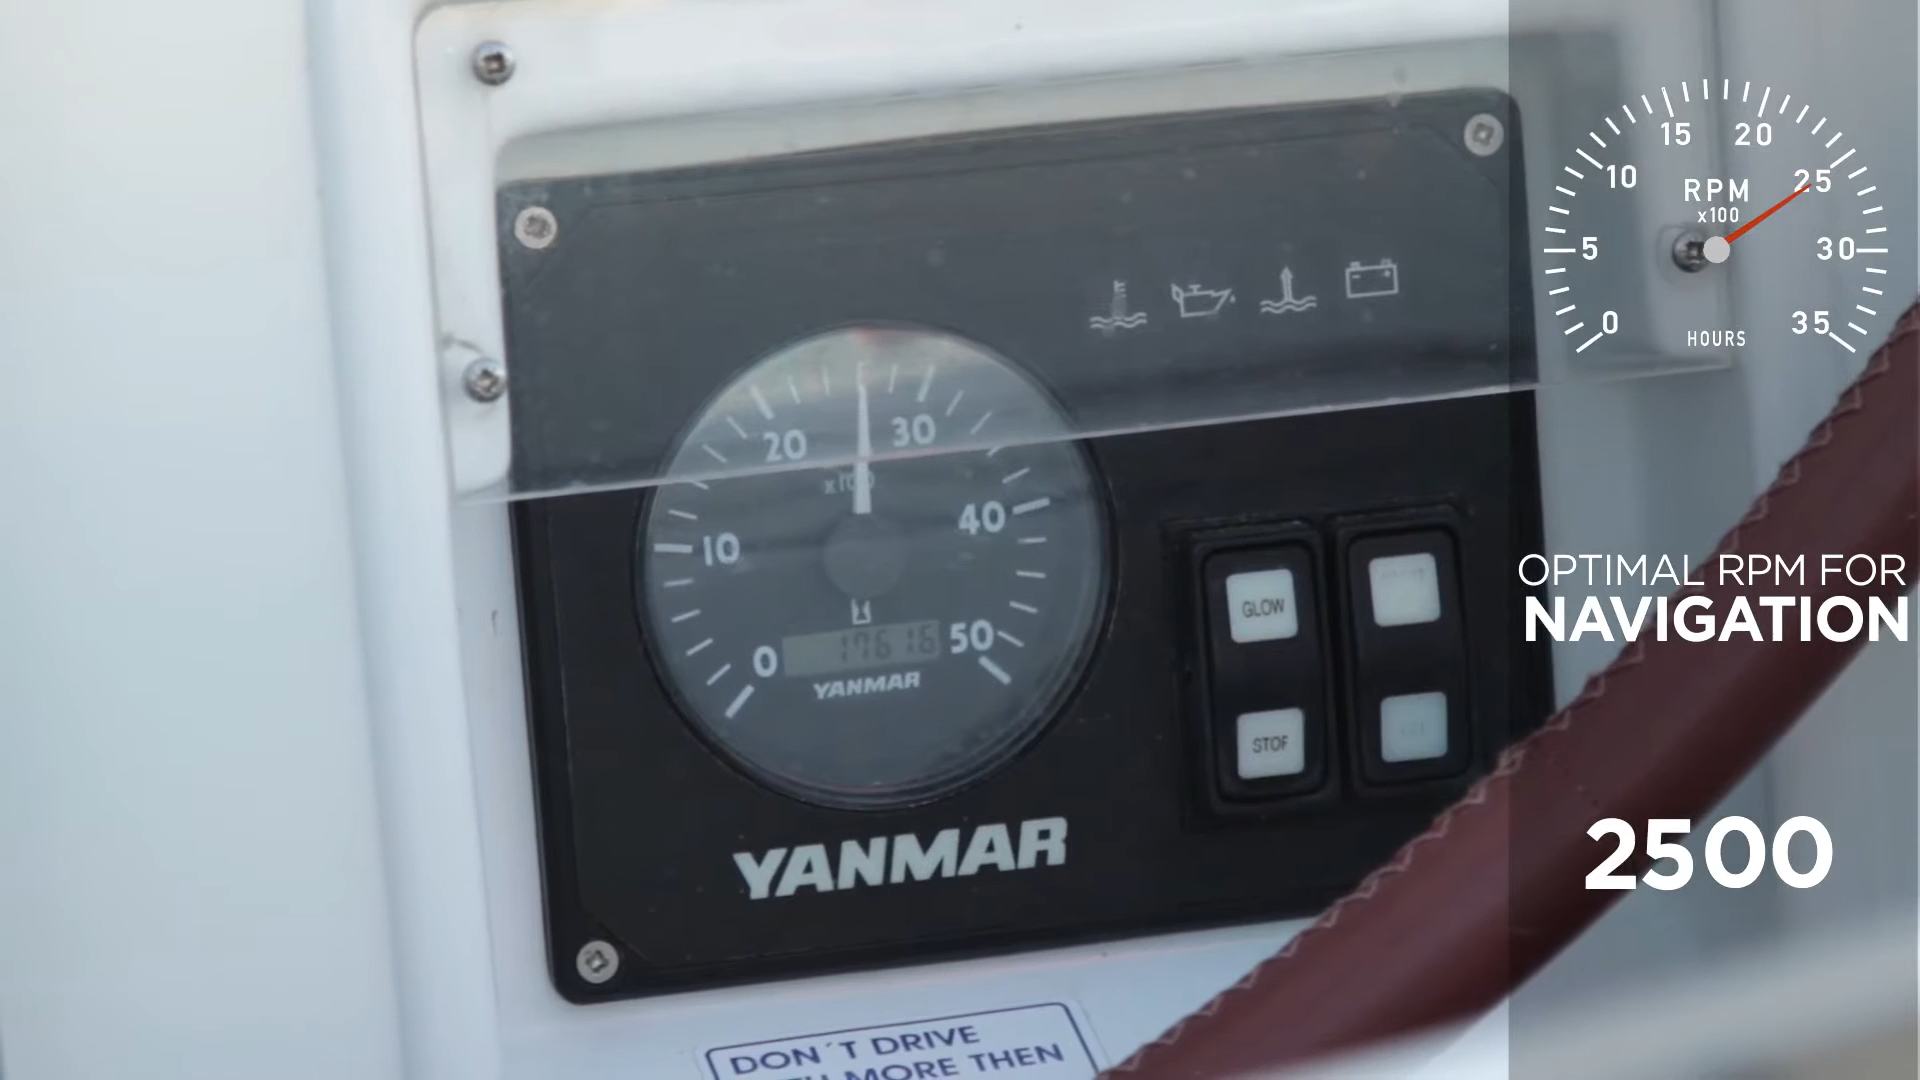 15 20
10 25
RPM
x100
5 30
0 35
HOURS
20 30
10 40
0 50
17616
YANMAR
GLOW
STOP
YANMAR
OPTIMAL RPM FOR
NAVIGATION
2500
DON´T DRIVE
MORE THEN